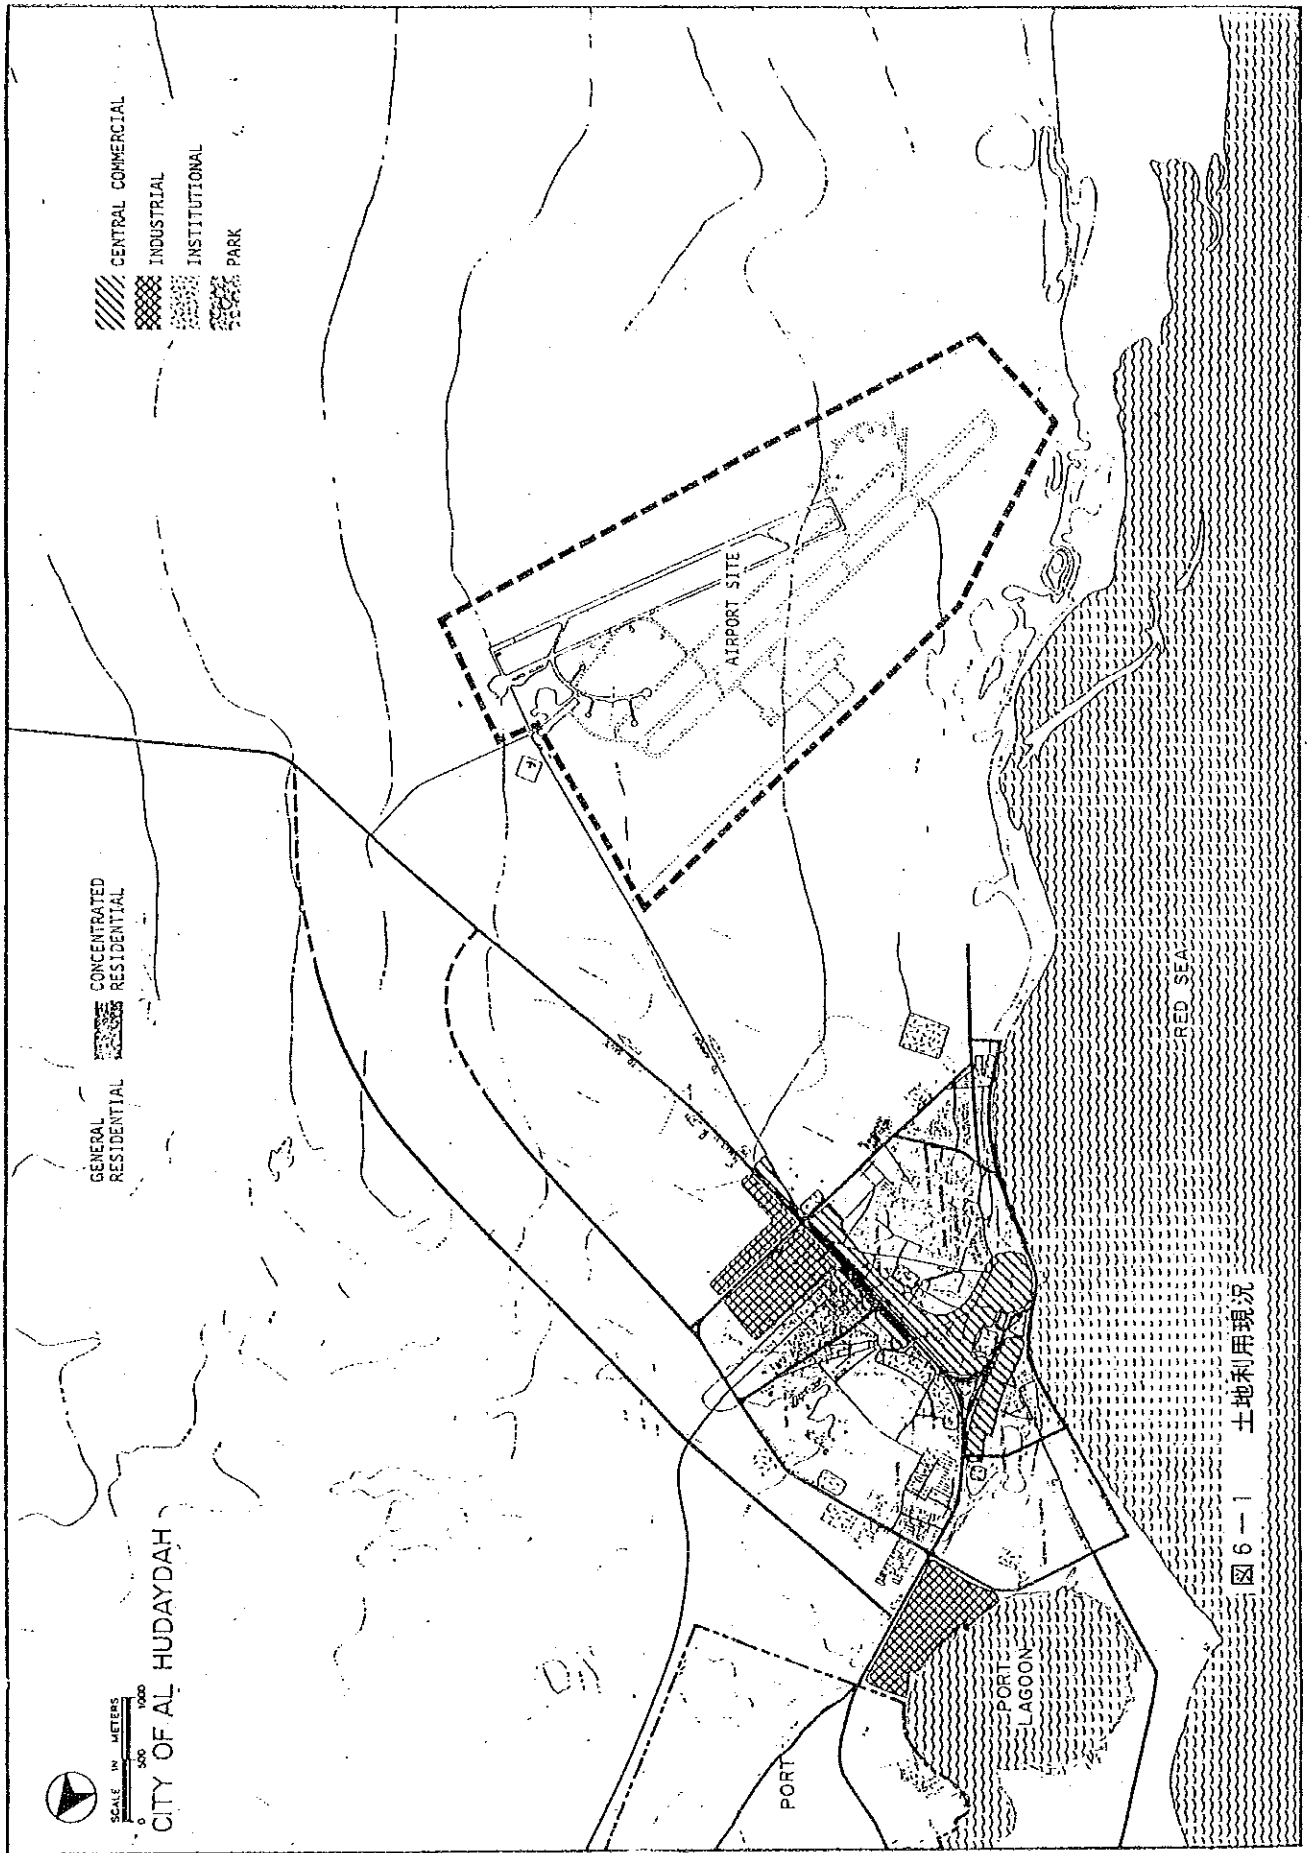 SCALE IN METERS
0 500 1000
CITY OF AL HUDAYDAH
GENERAL
RESIDENTIAL
CONCENTRATED
RESIDENTIAL
CENTRAL COMMERCIAL
INDUSTRIAL
INSTITUTIONAL
PARK
AIRPORT SITE
PORT
PORT
LAGOON
RED SEA
図6-1 土地利用現況